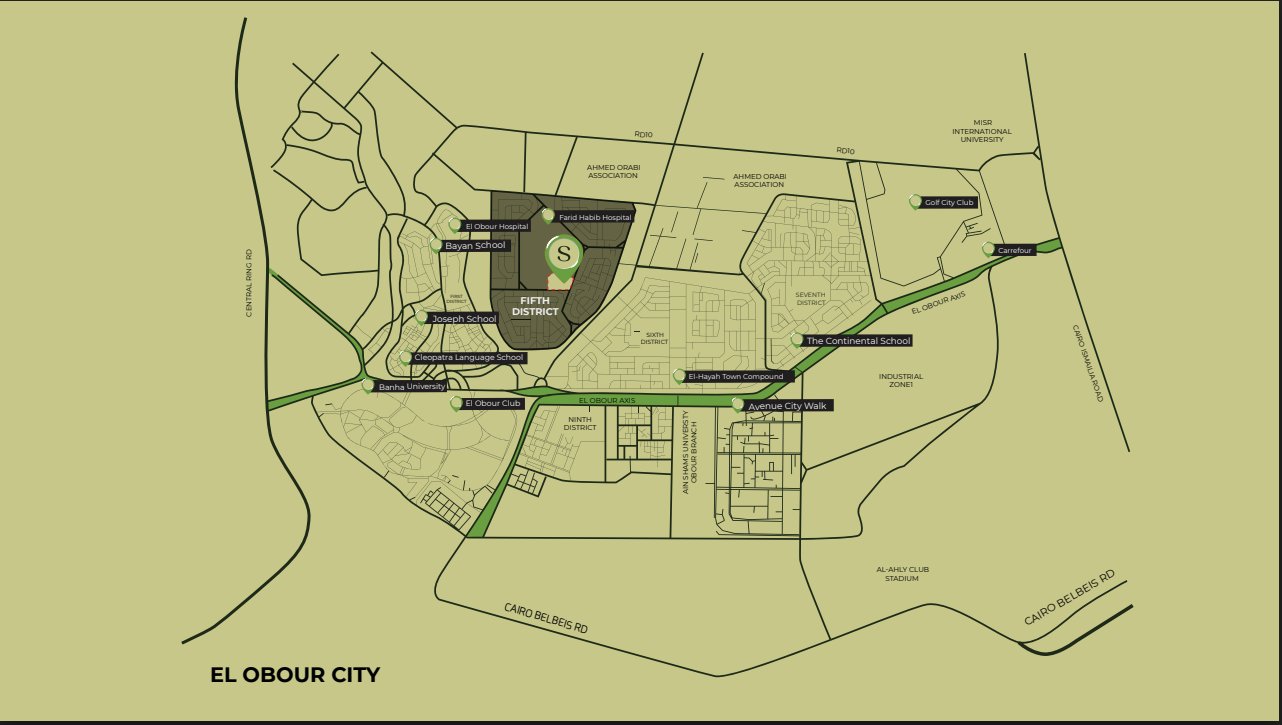 MISR
INTERNATIONAL
UNIVERSITY
RD10
RD10
AHMED ORABI
ASSOCIATION
AHMED ORABI
ASSOCIATION
Golf City Club
Farid Habib Hospital
El Obour Hospital
Bayan School
Carrefour
S
CENTRAL RING RD
FIRST
DISTRICT
FIFTH
DISTRICT
SEVENTH
DISTRICT
EL OBOUR AXIS
Joseph School
SIXTH
DISTRICT
The Continental School
CAIRO ISMAILIA ROAD
Cleopatra Language School
El-Hayah Town Compound
INDUSTRIAL
ZONE1
Banha University
El Obour Club
EL OBOUR AXIS
Avenue City Walk
NINTH
DISTRICT
AIN SHAMS UNIVERSTY
OBOUR BRANCH
AL-AHLY CLUB
STADIUM
CAIRO BELBEIS RD
CAIRO BELBEIS RD
EL OBOUR CITY